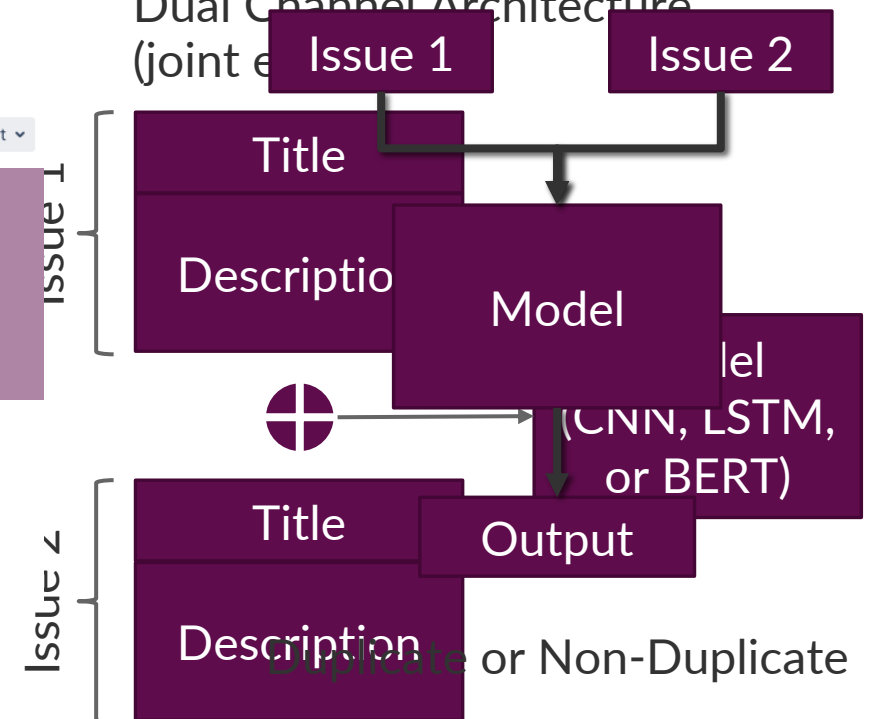 Dual Channel Architecture
(joint
Issue 1
Issue 2
t
Issue 1
Title
Descriptio
Model
del
(CNN, LSTM,
or BERT)
Issue 2
Title
Output
Description
Duplicate or Non-Duplicate